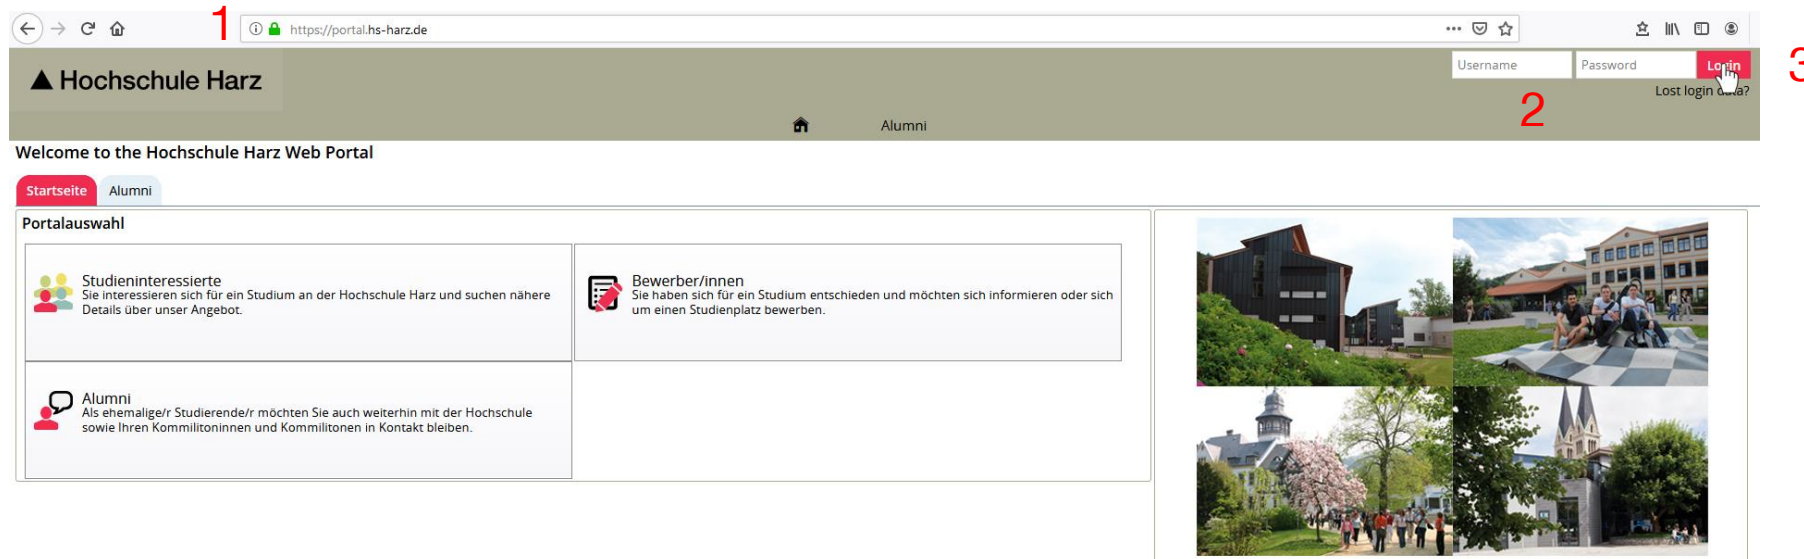 1
https://portal.hs-harz.de
Hochschule Harz
Username
Password
Login
3
2
Lost login data?
Alumni
Welcome to the Hochschule Harz Web Portal
Startseite
Alumni
Portalauswahl
Studieninteressierte
Sie interessieren sich für ein Studium an der Hochschule Harz und suchen nähere
Details über unser Angebot.
Bewerber/innen
Sie haben sich für ein Studium entschieden und möchten sich informieren oder sich
um einen Studienplatz bewerben.
Alumni
Als ehemalige/r Studierende/r möchten Sie auch weiterhin mit der Hochschule
sowie Ihren Kommilitoninnen und Kommilitonen in Kontakt bleiben.